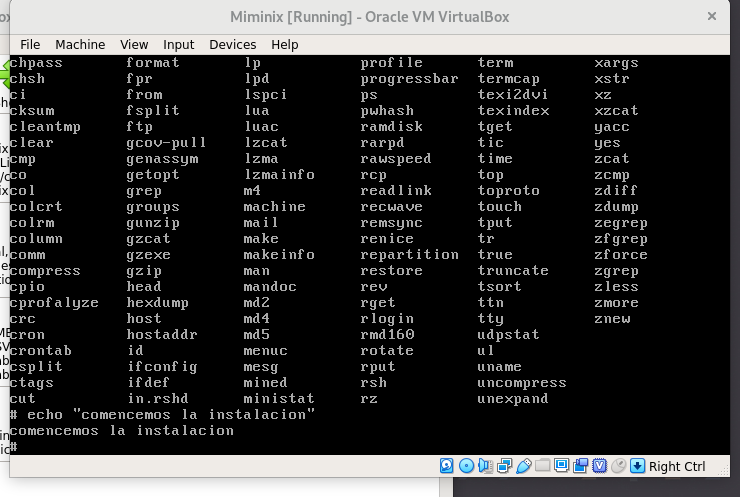 Miminix [Running] - Oracle VM VirtualBox
File Machine View Input Devices Help
chpass format lp profile term xargs
chsh fpr lpd progressbar termcap xstr
ci from lspci ps texi2dvi xz
cksum fsplit lua pwhash texindex xzcat
cleantmp ftp luac ramdisk tget yacc
clear gcov-pull lzcat rarpd tic yes
cmp genassym lzma rawspeed time zcat
co getopt lzmainfo rcp top zcmp
col grep m4 readlink toproto zdiff
colcrt groups machine recwave touch zdump
colrm gunzip mail remsync tput zegrep
column gzcat make renice tr zfgrep
comm gzexe makeinfo repartition true zforce
compress gzip man restore truncate zgrep
cpio head mandoc rev tsort zless
cprofalyze hexdump md2 rget ttn zmore
crc host md4 rlogin tty znew
cron hostaddr md5 rmd160 udpstat
crontab id menuc rotate ul
csplit ifconfig mesg rput uname
ctags ifdef mined rsh uncompress
cut in.rshd ministat rz unexpand
# echo "comencemos la instalacion"
comencemos la instalacion
#
Right Ctrl